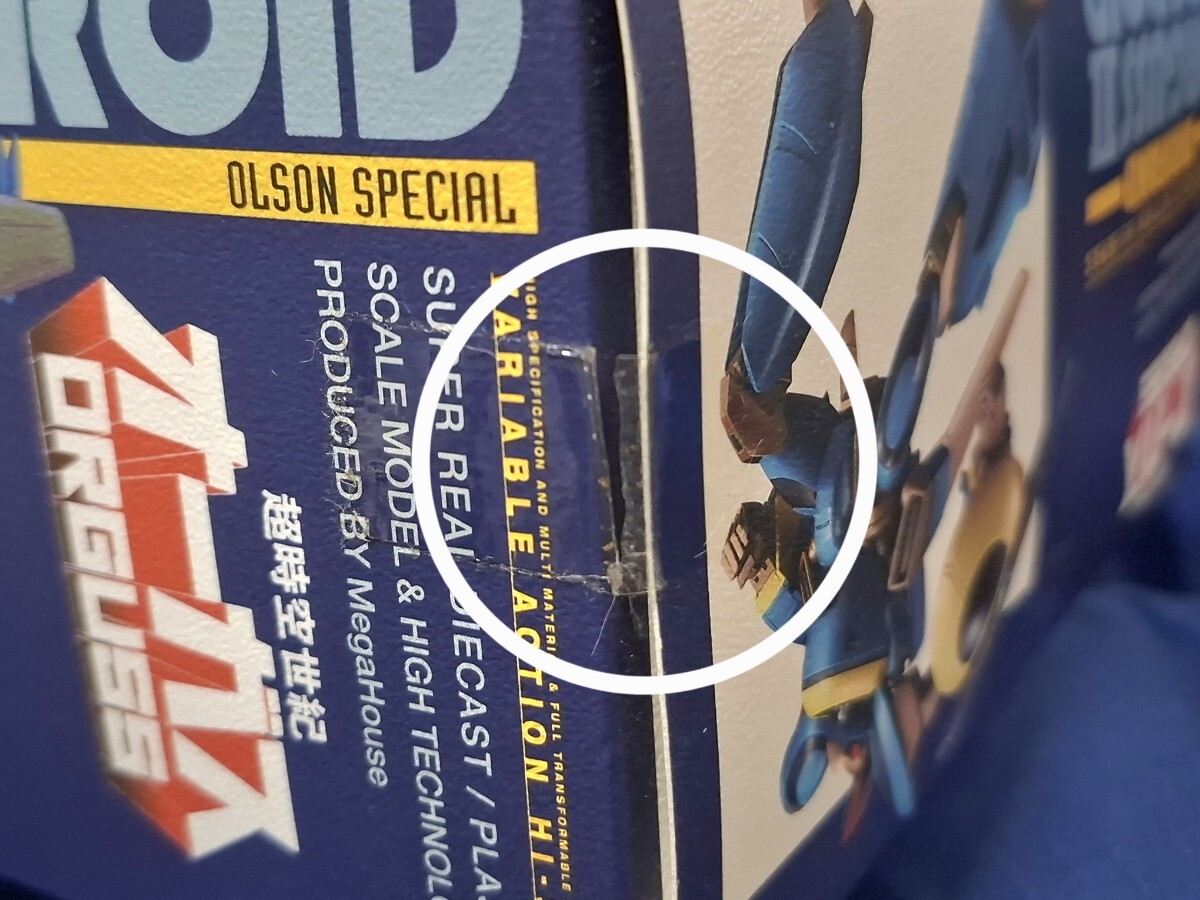 ROID
OLSON SPECIAL
HIGH SPECIFICATION AND MULTI MATERI & FULL TRANSFORMABLE
VARIABLE ACTION HI-
SUPER REAL DIECAST / PLA
SCALE MODEL & HIGH TECHNOL
PRODUCED BY MegaHouse
超時空世紀
オーガス
ORGUSS